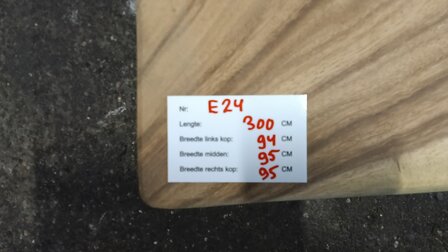 Nr: E24
Lengte: 300 CM
Breedte links kop: 94 CM
Breedte midden: 95 CM
Breedte rechts kop: 95 CM